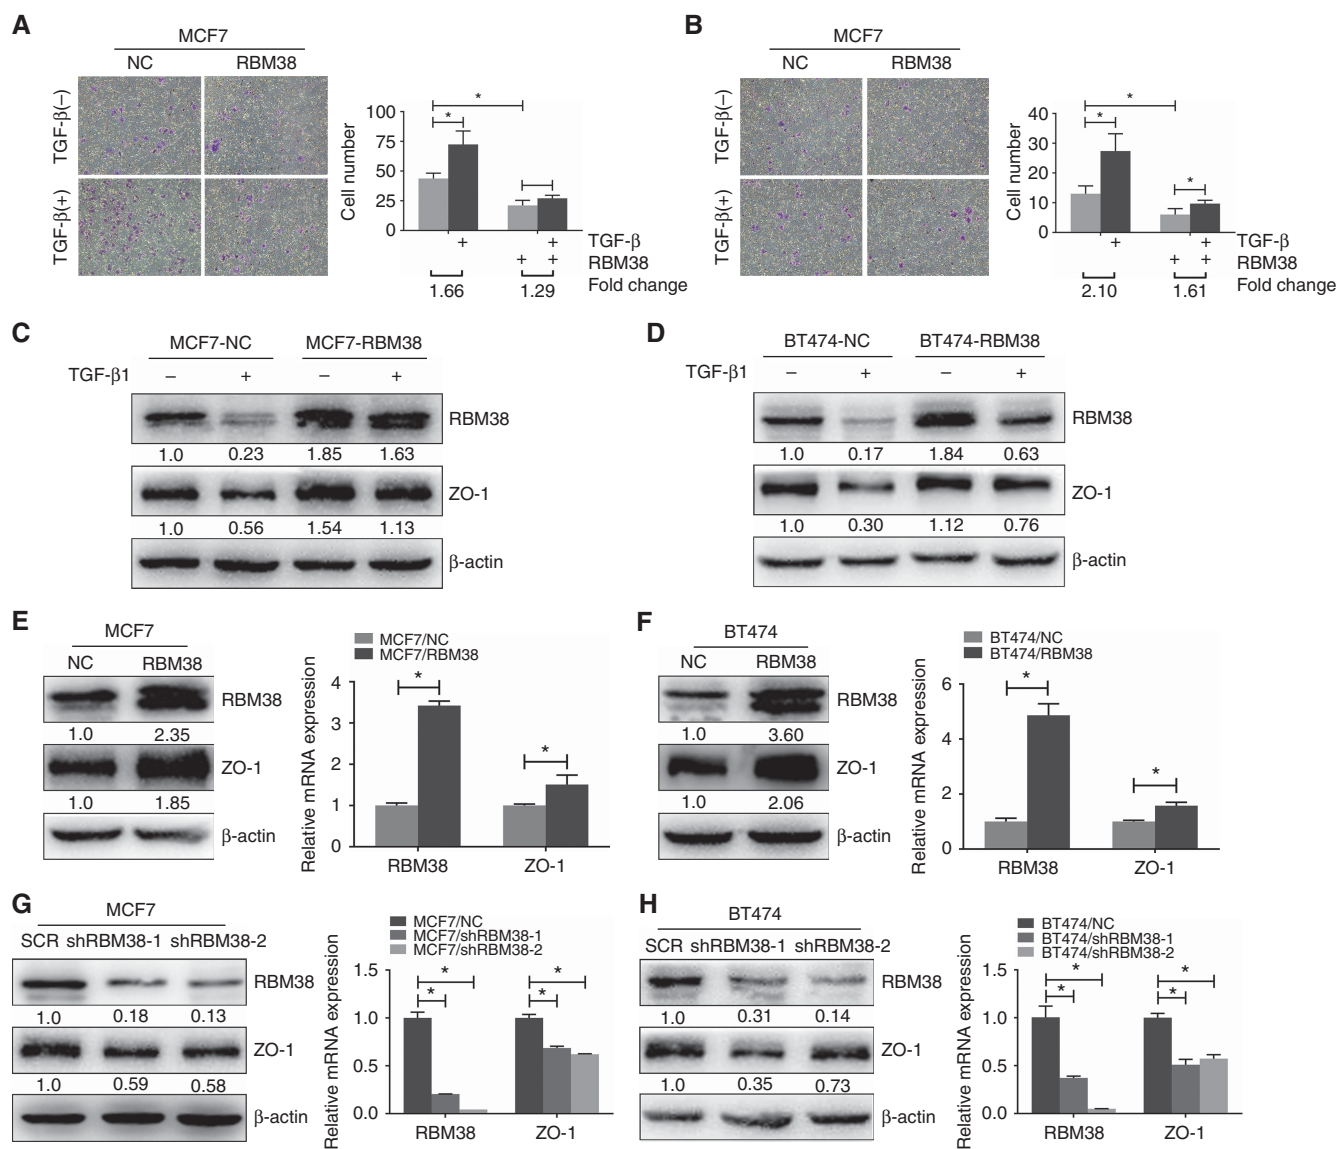 A
MCF7
NC RBM38
TGF-β(–)
TGF-β(+)
Cell number
100
75
50
25
0
*
*
+ + TGF-β
+ + RBM38
1.66 1.29 Fold change
B
MCF7
NC RBM38
TGF-β(–)
TGF-β(+)
Cell number
40
30
20
10
0
*
*
*
+ + TGF-β
+ + RBM38
2.10 1.61 Fold change
C
MCF7-NC MCF7-RBM38
TGF-β1 – + – +
RBM38
1.0 0.23 1.85 1.63
ZO-1
1.0 0.56 1.54 1.13
β-actin
D
BT474-NC BT474-RBM38
TGF-β1 – + – +
RBM38
1.0 0.17 1.84 0.63
ZO-1
1.0 0.30 1.12 0.76
β-actin
E
MCF7
NC RBM38
RBM38
1.0 2.35
ZO-1
1.0 1.85
β-actin
MCF7/NC
MCF7/RBM38
Relative mRNA expression
4
3
2
1
0
*
*
RBM38 ZO-1
F
BT474
NC RBM38
RBM38
1.0 3.60
ZO-1
1.0 2.06
β-actin
BT474/NC
BT474/RBM38
Relative mRNA expression
6
4
2
0
*
*
RBM38 ZO-1
G
MCF7
SCR shRBM38-1 shRBM38-2
RBM38
1.0 0.18 0.13
ZO-1
1.0 0.59 0.58
β-actin
MCF7/NC
MCF7/shRBM38-1
MCF7/shRBM38-2
Relative mRNA expression
1.5
1.0
0.5
0.0
* *
* *
RBM38 ZO-1
H
BT474
SCR shRBM38-1 shRBM38-2
RBM38
1.0 0.31 0.14
ZO-1
1.0 0.35 0.73
β-actin
BT474/NC
BT474/shRBM38-1
BT474/shRBM38-2
Relative mRNA expression
1.5
1.0
0.5
0.0
* *
* *
RBM38 ZO-1